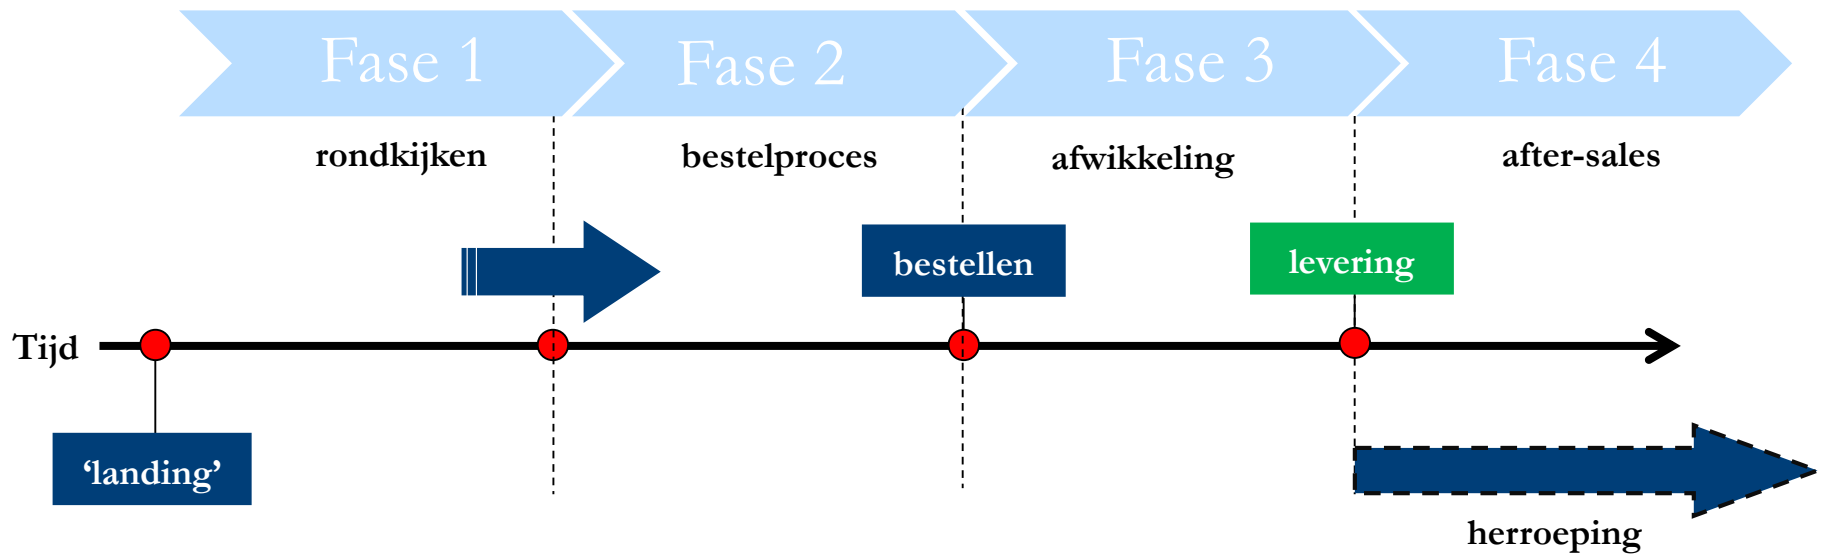 Fase 1
Fase 2
Fase 3
Fase 4
rondkijken
bestelproces
afwikkeling
after-sales
bestellen
levering
Tijd
‘landing’
herroeping